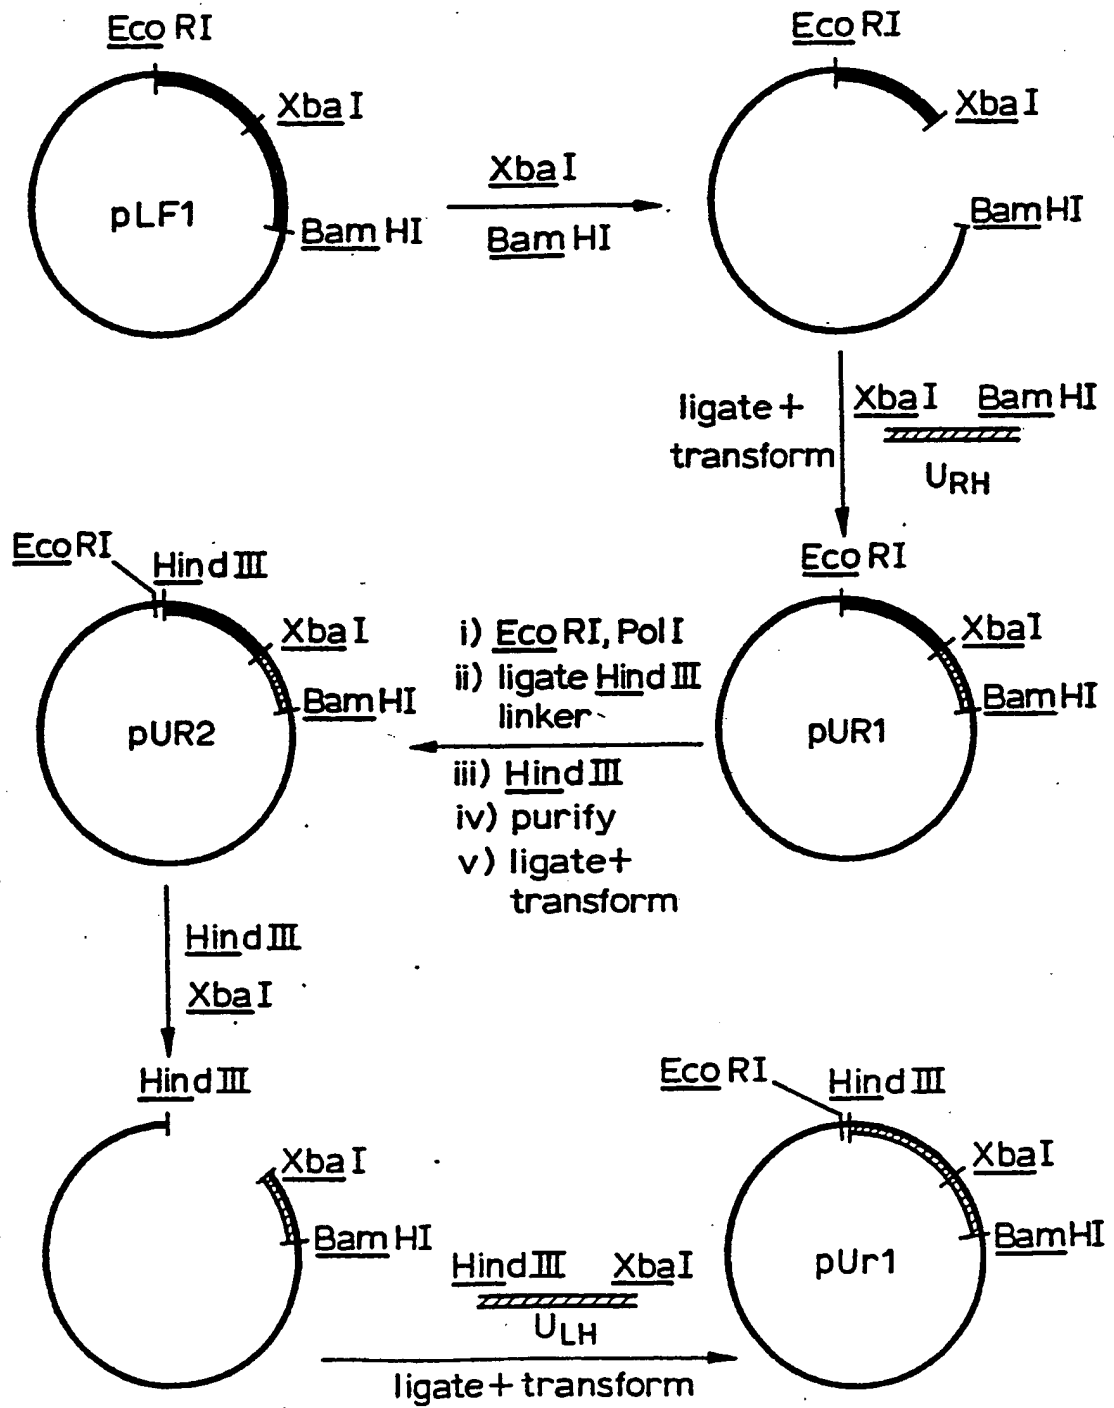 EcoRI
XbaI
pLF1
BamHI
XbaI
BamHI
EcoRI
XbaI
BamHI
ligate+
transform
XbaI BamHI
URH
EcoRI
XbaI
BamHI
pUR1
i) EcoRI, PolI
ii) ligate HindIII
linker
iii) HindIII
iv) purify
v) ligate+
transform
EcoRI
HindIII
XbaI
BamHI
pUR2
HindIII
XbaI
HindIII
XbaI
BamHI
HindIII XbaI
ULH
ligate+transform
EcoRI
HindIII
XbaI
BamHI
pUr1